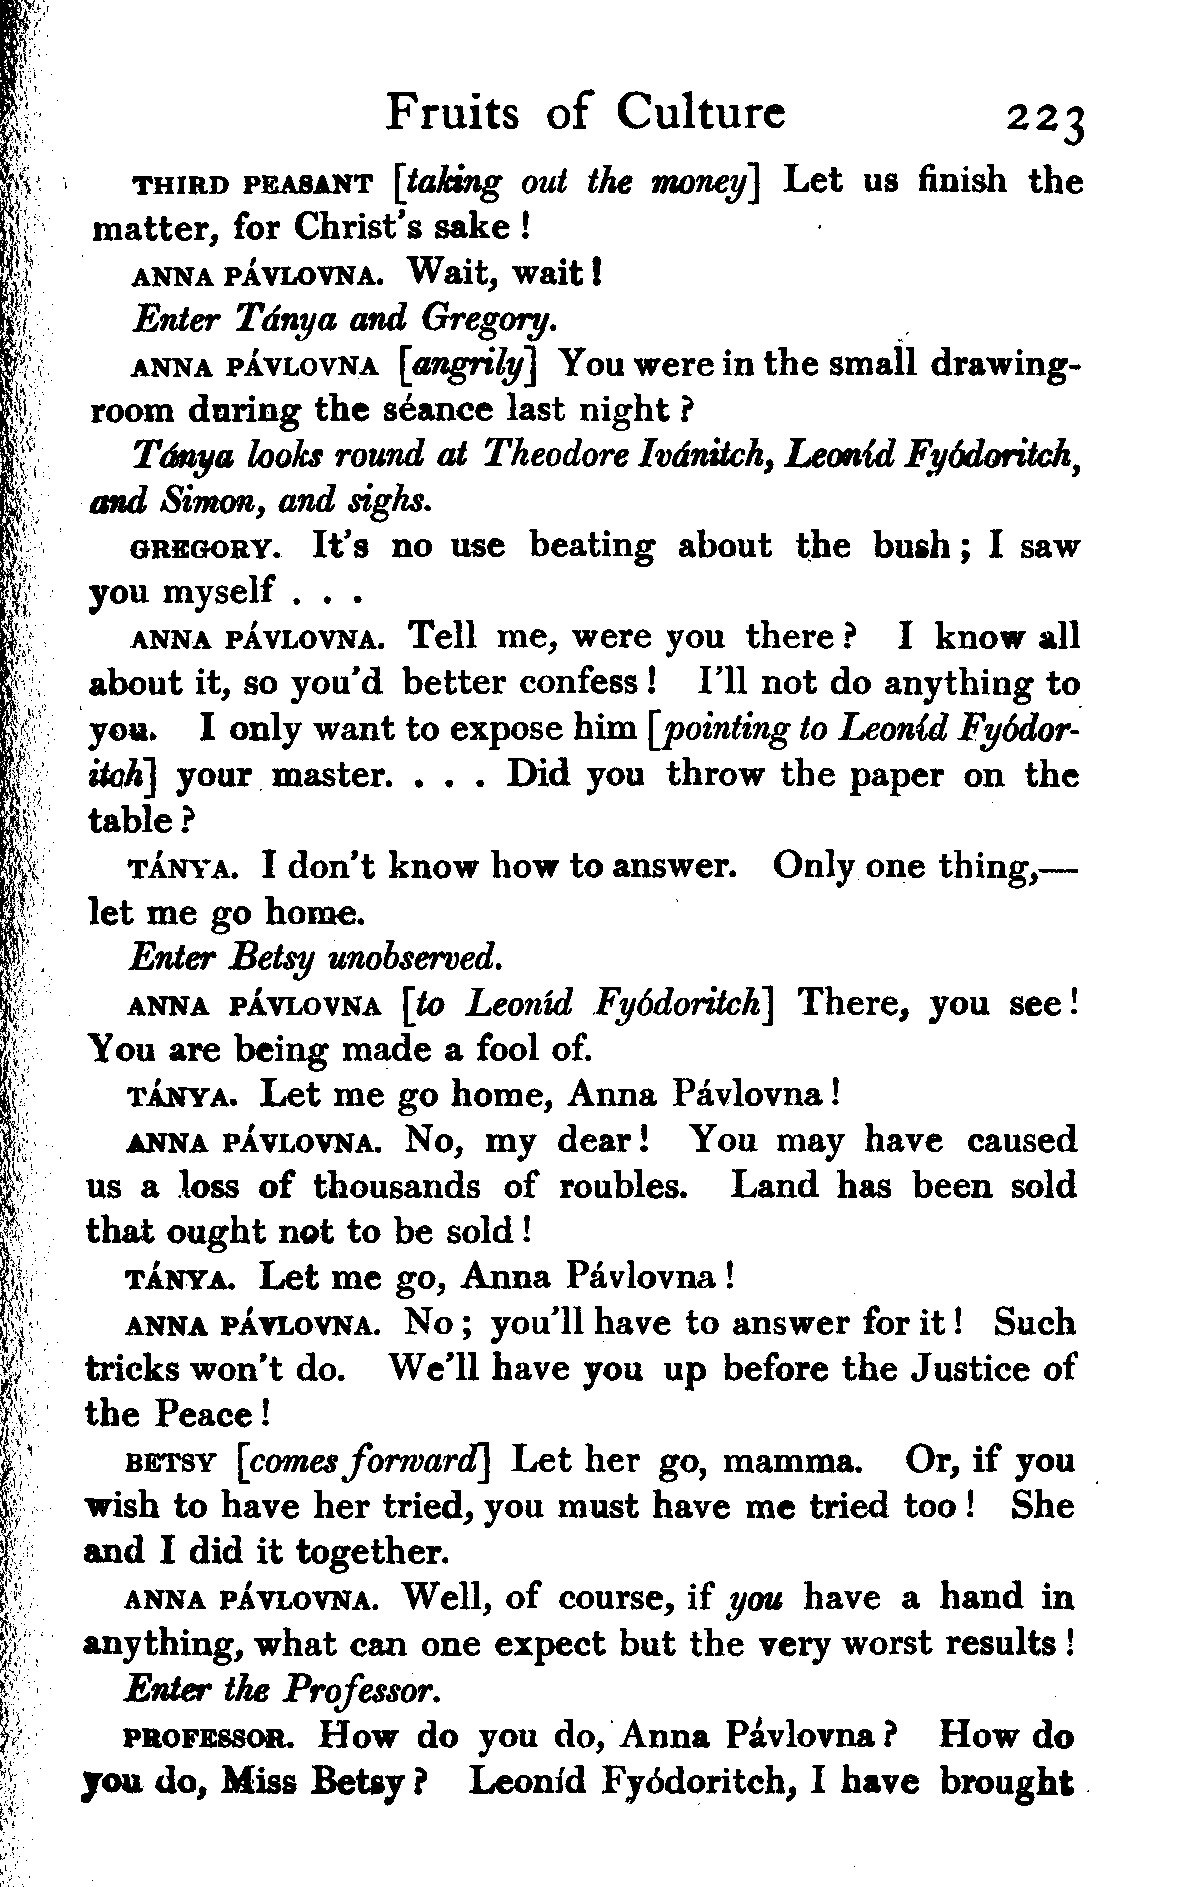 Fruits of Culture 223
THIRD PEASANT [taking out the money] Let us finish the
matter, for Christ's sake!
ANNA PÁVLOVNA. Wait, wait!
Enter Tánya and Gregory.
ANNA PÁVLOVNA [angrily] You were in the small drawing-
room during the séance last night?
Tánya looks round at Theodore Ivánitch, Leoníd Fyódoritch,
and Simon, and sighs.
GREGORY. It's no use beating about the bush; I saw
you myself . . .
ANNA PÁVLOVNA. Tell me, were you there? I know all
about it, so you'd better confess! I'll not do anything to
you. I only want to expose him [pointing to Leoníd Fyódor-
itch] your master. . . . Did you throw the paper on the
table?
TÁNYA. I don't know how to answer. Only one thing,—
let me go home.
Enter Betsy unobserved.
ANNA PÁVLOVNA [to Leoníd Fyódoritch] There, you see!
You are being made a fool of.
TÁNYA. Let me go home, Anna Pávlovna!
ANNA PÁVLOVNA. No, my dear! You may have caused
us a loss of thousands of roubles. Land has been sold
that ought not to be sold!
TÁNYA. Let me go, Anna Pávlovna!
ANNA PÁVLOVNA. No; you'll have to answer for it! Such
tricks won't do. We'll have you up before the Justice of
the Peace!
BETSY [comes forward] Let her go, mamma. Or, if you
wish to have her tried, you must have me tried too! She
and I did it together.
ANNA PÁVLOVNA. Well, of course, if you have a hand in
anything, what can one expect but the very worst results!
Enter the Professor.
PROFESSOR. How do you do, Anna Pávlovna? How do
you do, Miss Betsy? Leoníd Fyódoritch, I have brought